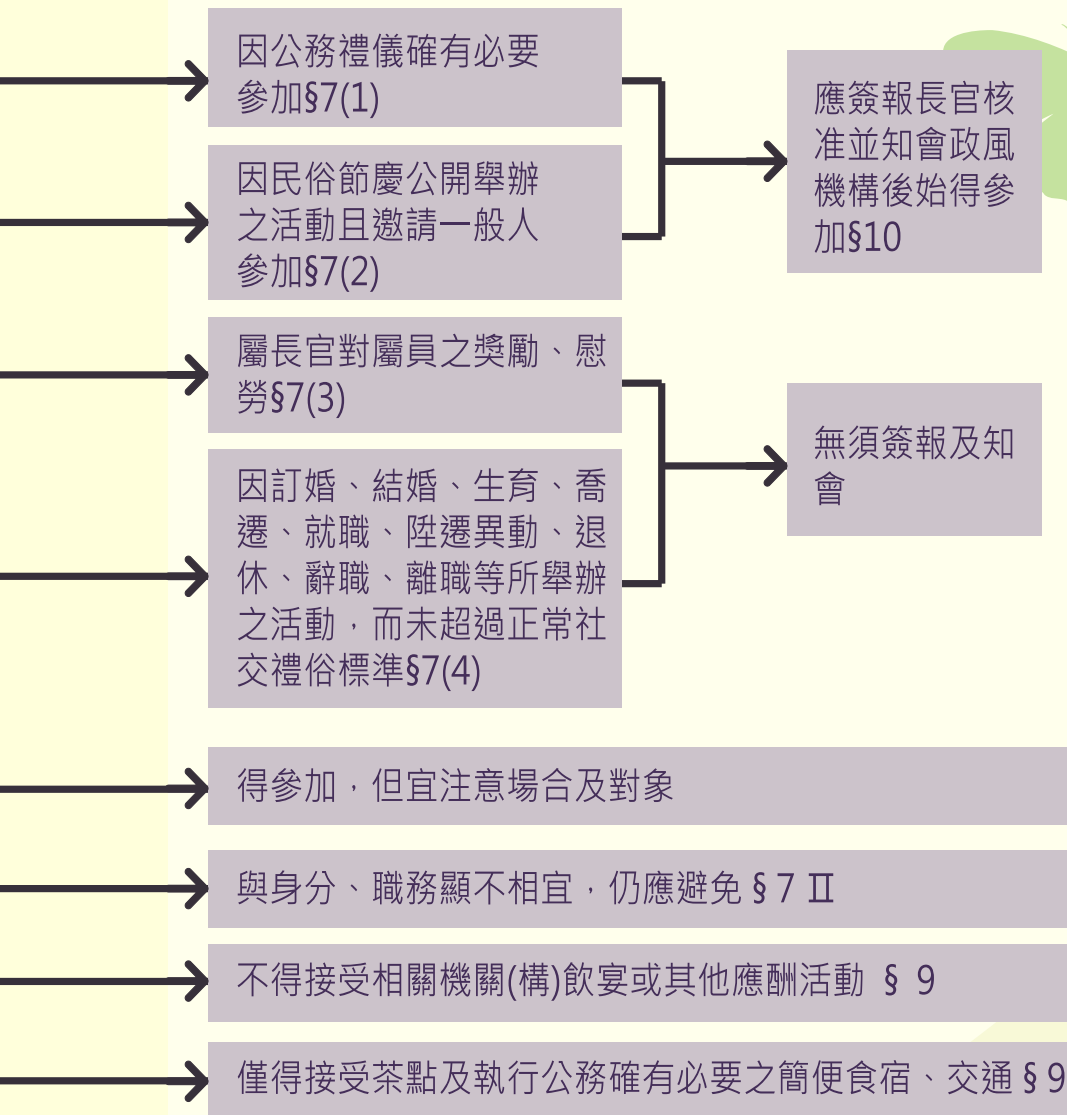 因公務禮儀確有必要
參加§7(1)
因民俗節慶公開舉辦
之活動且邀請一般人
參加§7(2)
應簽報長官核
准並知會政風
機構後始得參
加§10
屬長官對屬員之獎勵、慰
勞§7(3)
因訂婚、結婚、生育、喬
遷、就職、陞遷異動、退
休、辭職、離職等所舉辦
之活動，而未超過正常社
交禮俗標準§7(4)
無須簽報及知
會
得參加，但宜注意場合及對象
與身分、職務顯不相宜，仍應避免 § 7 Ⅱ
不得接受相關機關(構)飲宴或其他應酬活動 § 9
僅得接受茶點及執行公務確有必要之簡便食宿、交通 § 9